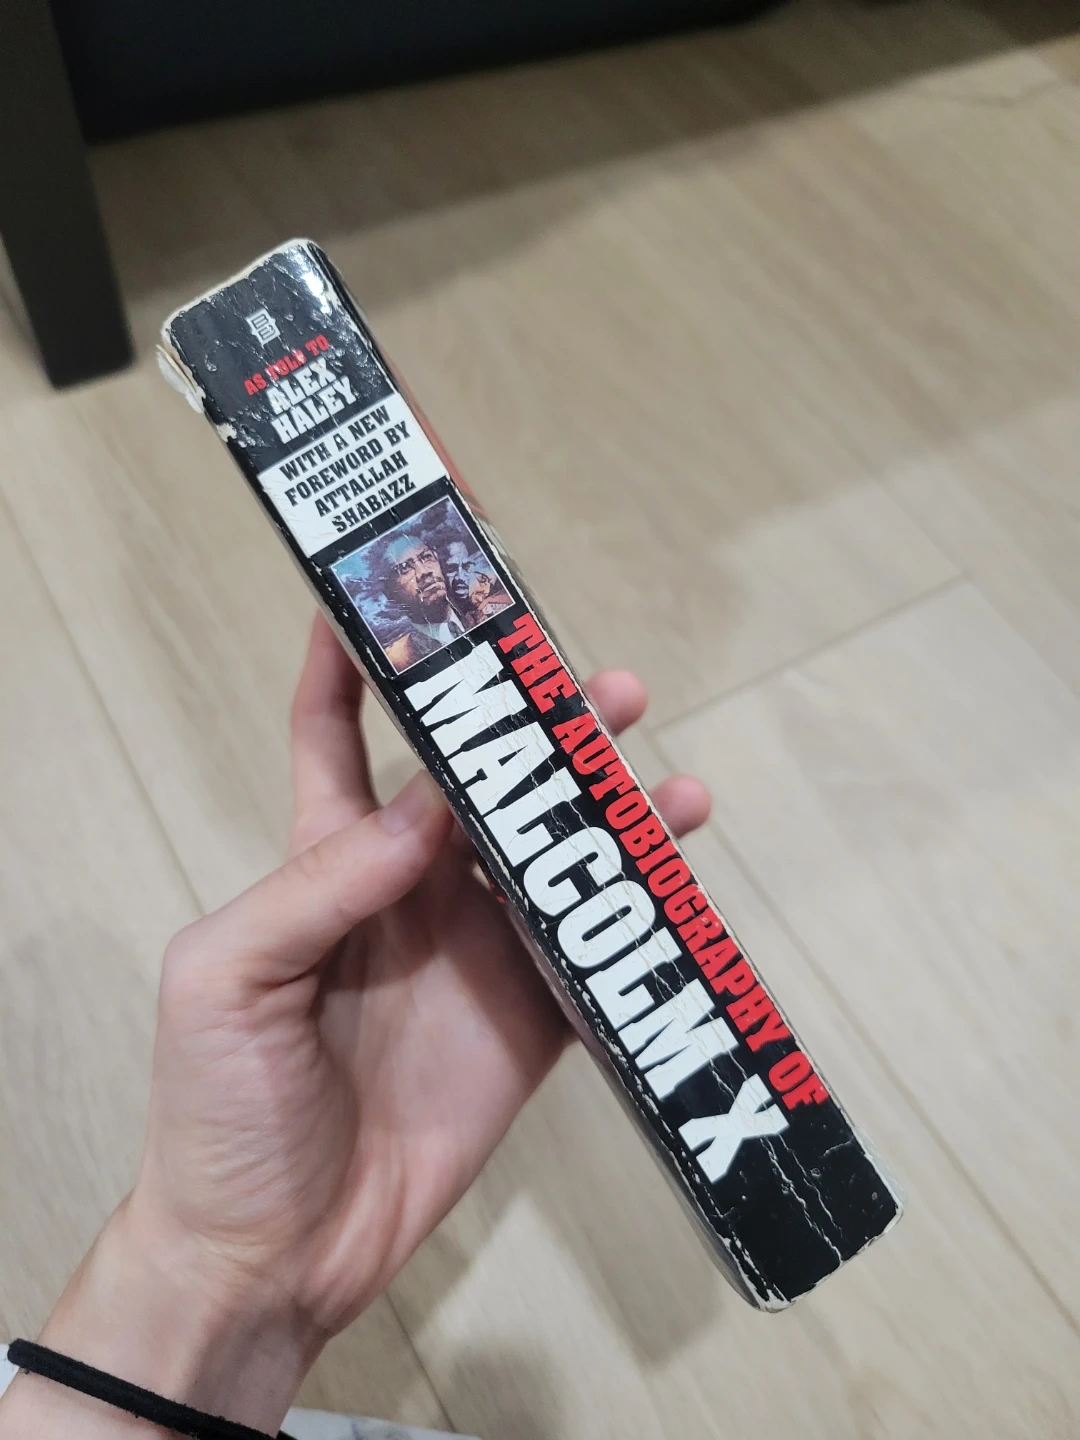 AS TOLD TO
ALEX
HALEY
WITH A NEW
FOREWORD BY
ATTALLAH
SHABAZZ
THE AUTOBIOGRAPHY OF
MALCOLM X